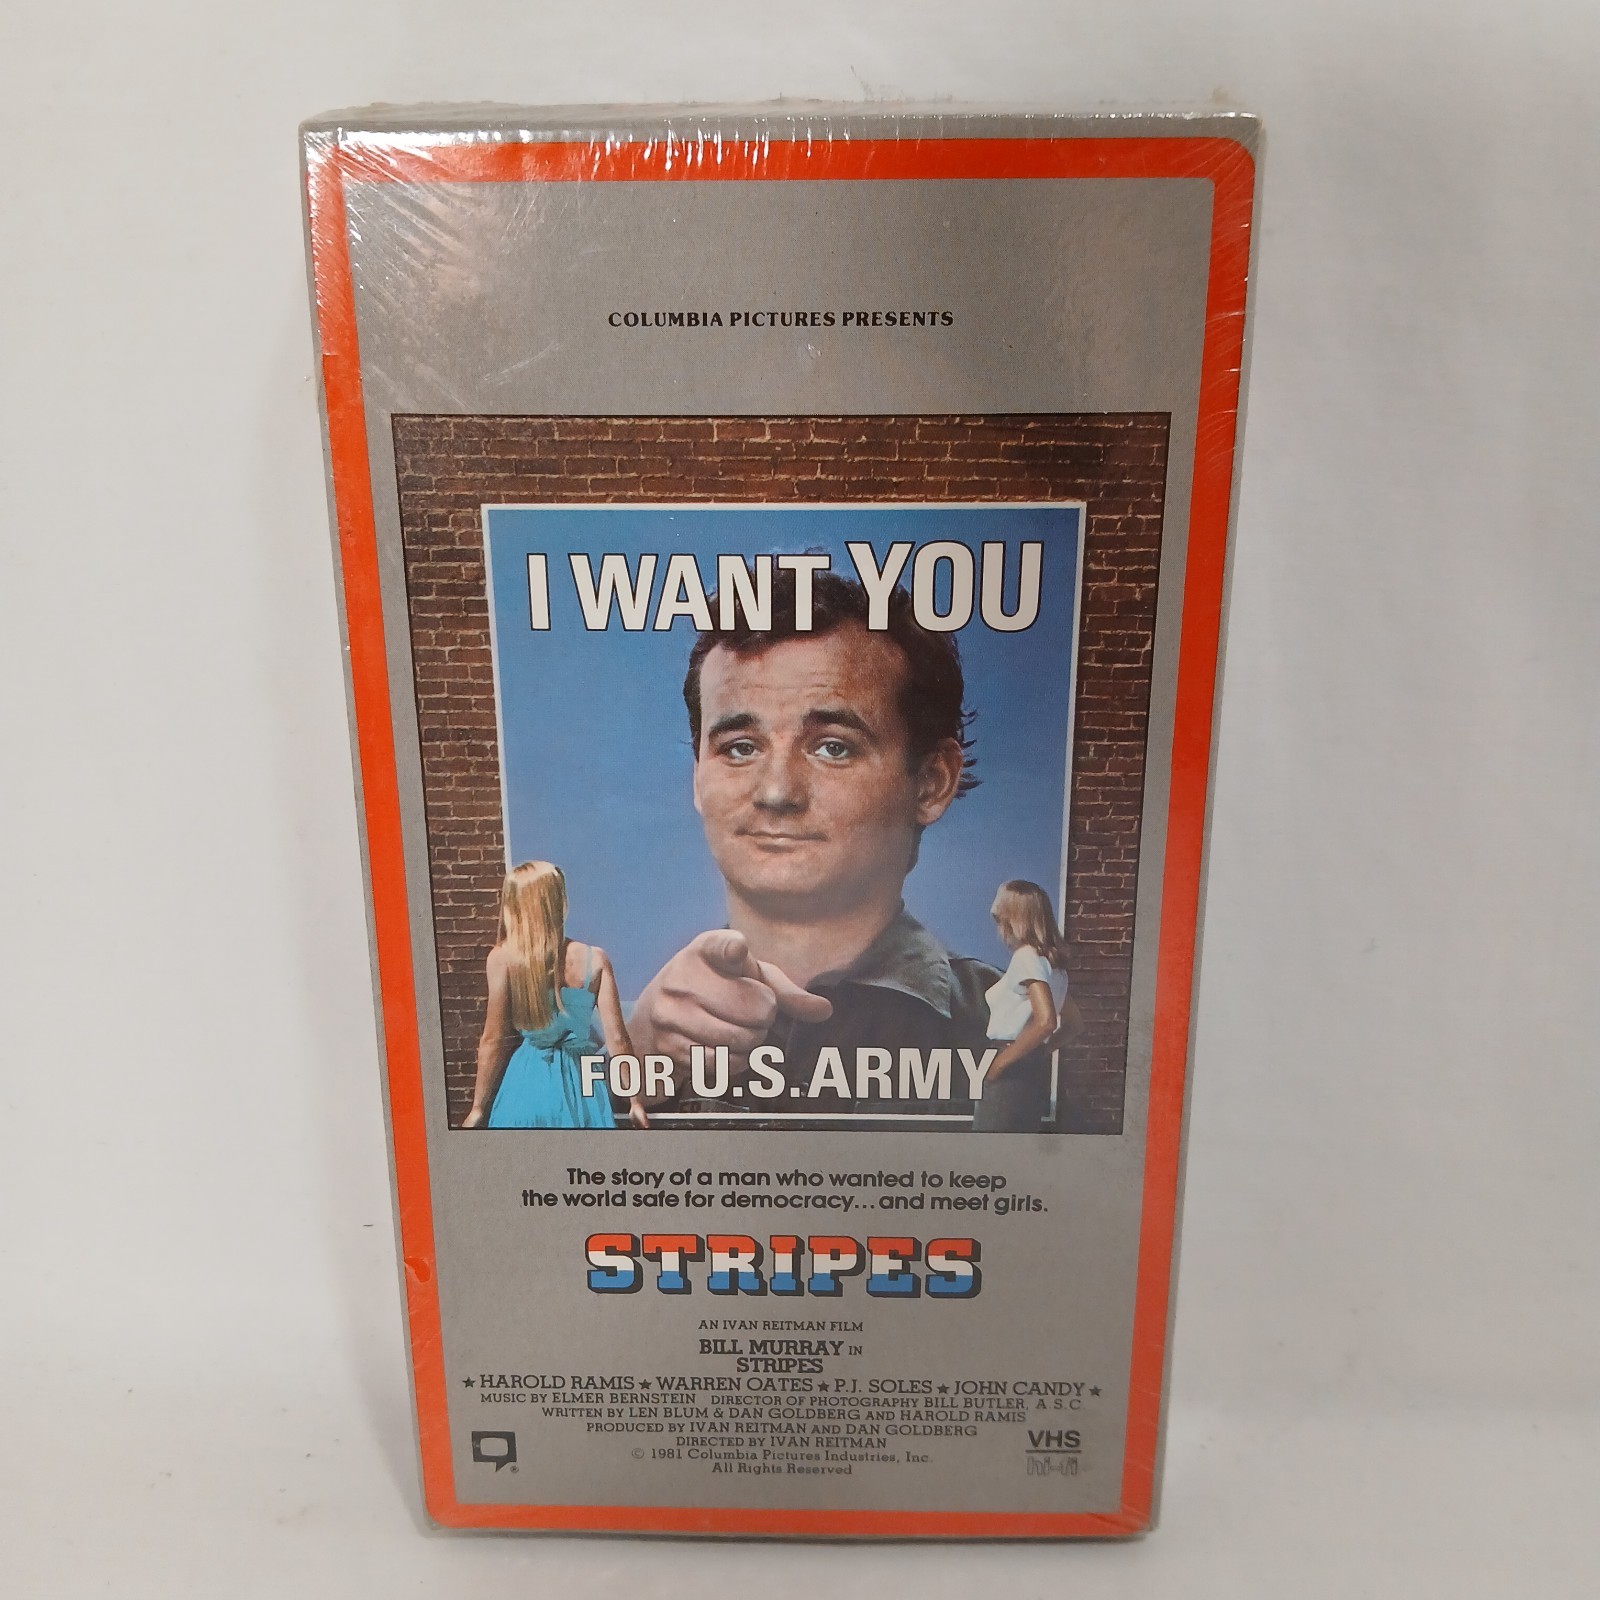 COLUMBIA PICTURES PRESENTS
I WANT YOU
FOR U.S. ARMY
The story of a man who wanted to keep
the world safe for democracy...and meet girls.
STRIPES
AN IVAN REITMAN FILM
BILL MURRAY IN
STRIPES
★ HAROLD RAMIS ★ WARREN OATES ★ P.J. SOLES ★ JOHN CANDY ★
MUSIC BY ELMER BERNSTEIN DIRECTOR OF PHOTOGRAPHY BILL BUTLER, A.S.C.
WRITTEN BY LEN BLUM & DAN GOLDBERG AND HAROLD RAMIS
PRODUCED BY IVAN REITMAN AND DAN GOLDBERG
DIRECTED BY IVAN REITMAN
© 1981 Columbia Pictures Industries, Inc.
All Rights Reserved
®
VHS
hi-fi